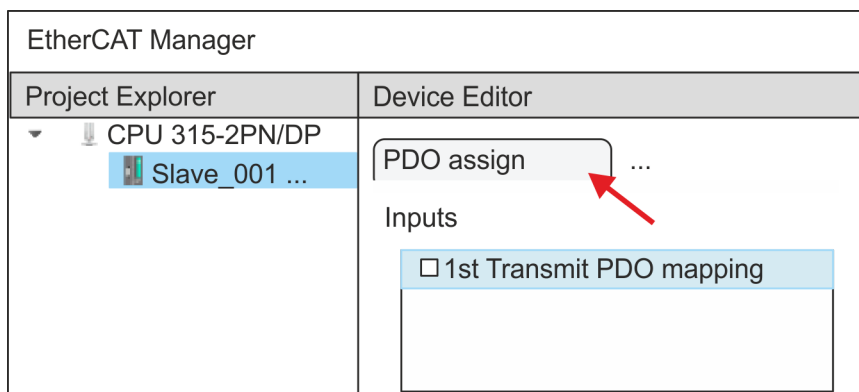 EtherCAT Manager
Project Explorer
Device Editor
CPU 315-2PN/DP
Slave_001 ...
PDO assign
...
Inputs
1st Transmit PDO mapping